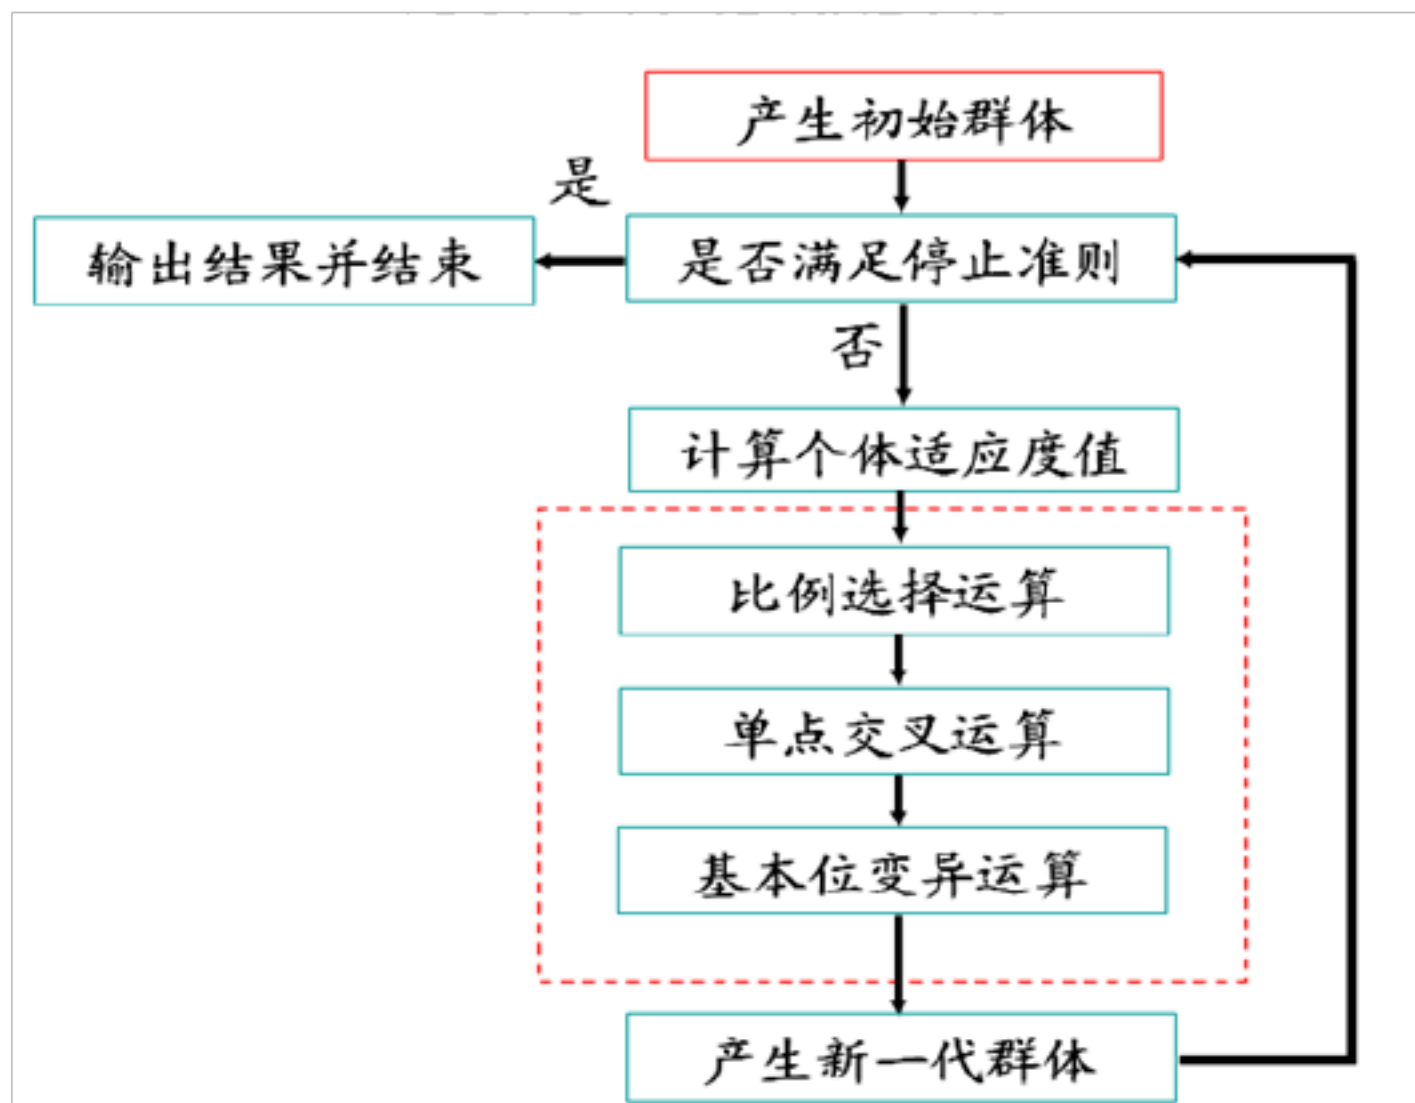 产生初始群体
是
输出结果并结束
是否满足停止准则
否
计算个体适应度值
比例选择运算
单点交叉运算
基本位变异运算
产生新一代群体